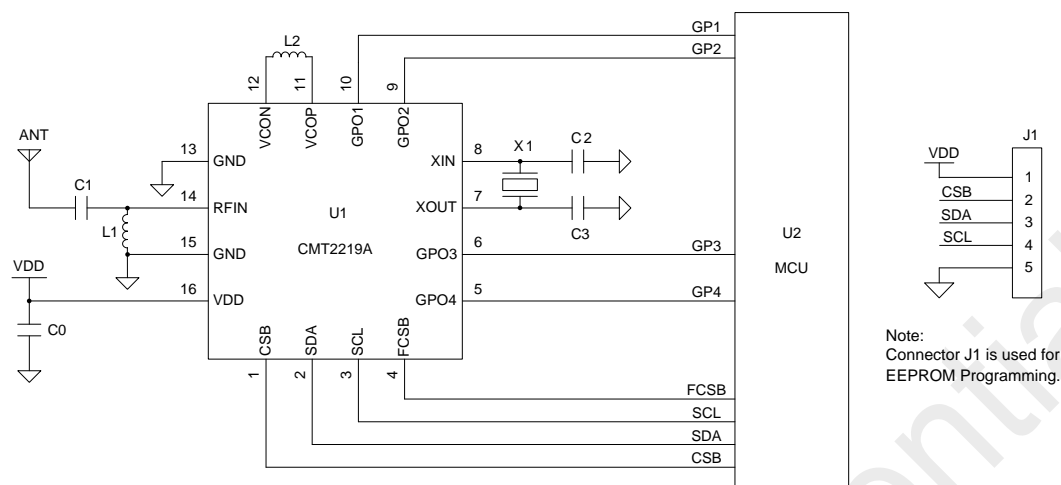 GP1
GP2
L2
12
11
10
9
VCON
VCOP
GPO1
GPO2
ANT
13
GND
XIN
8
X1
C2
C1
14
RFIN
XOUT
7
L1
U1
C3
15
GND
CMT2219A
GPO3
6
GP3
U2
MCU
VDD
16
VDD
GPO4
5
GP4
C0
CSB
SDA
SCL
FCSB
1
2
3
4
FCSB
SCL
SDA
CSB
J1
VDD
1
CSB
2
SDA
3
SCL
4
5
Note:
Connector J1 is used for
EEPROM Programming.